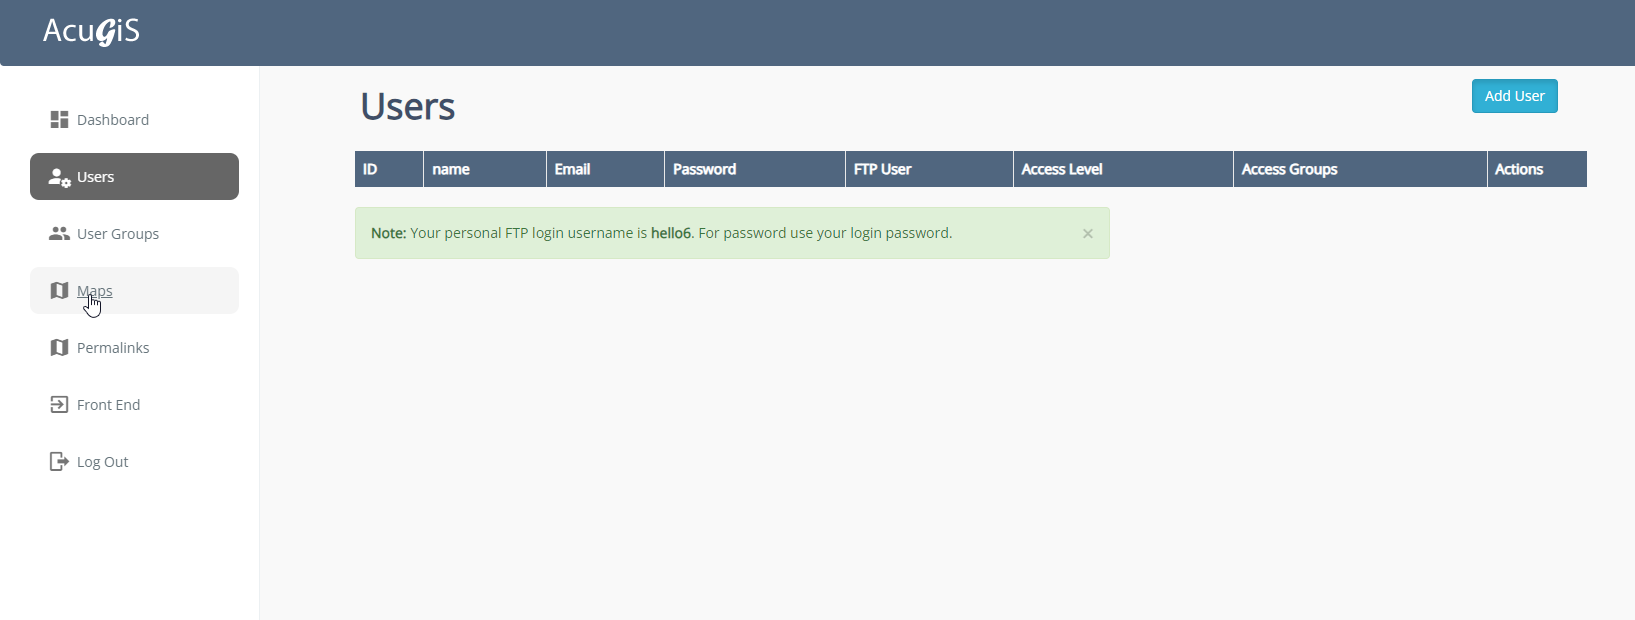 AcuGiS
Dashboard
Users
User Groups
Maps
Permalinks
Front End
Log Out
Users
Add User
ID name Email Password FTP User Access Level Access Groups Actions
Note: Your personal FTP login username is hello6. For password use your login password. ×